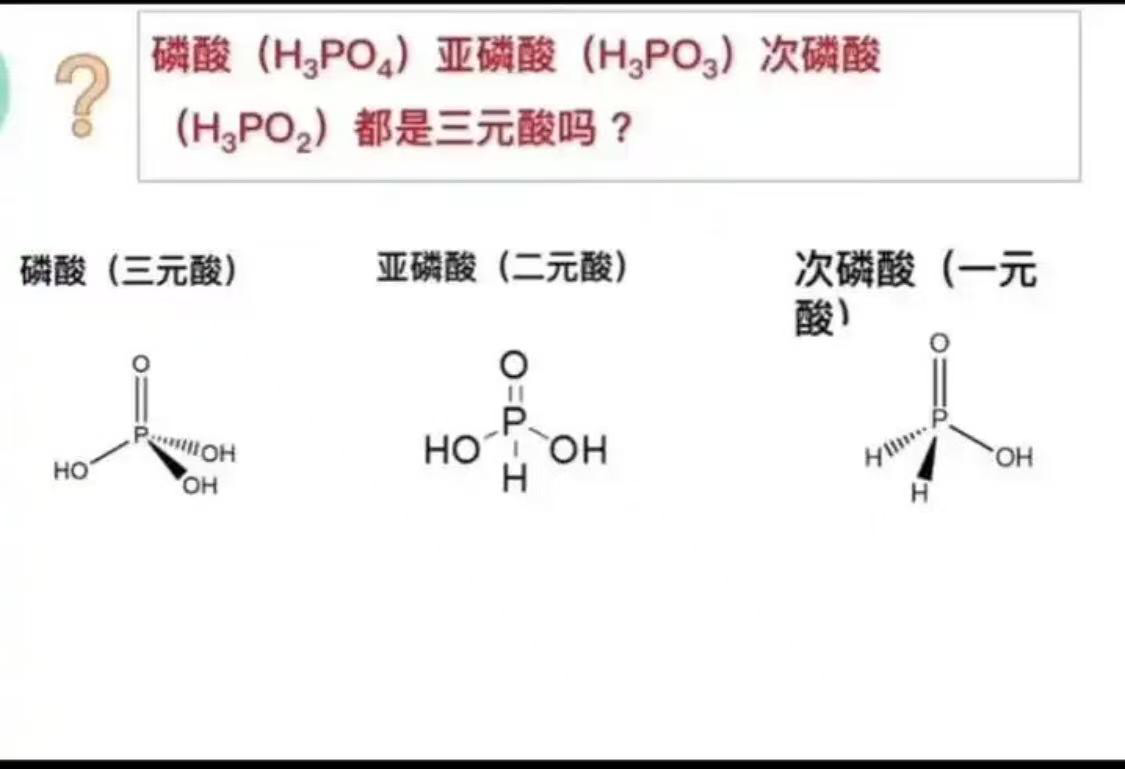 ?
磷酸（H₃PO₄）亚磷酸（H₃PO₃）次磷酸
（H₃PO₂）都是三元酸吗？
磷酸（三元酸）
亚磷酸（二元酸）
次磷酸（一元
酸）
O
P
HO
OH
OH
O
P
HO
OH
H
O
P
H
OH
H